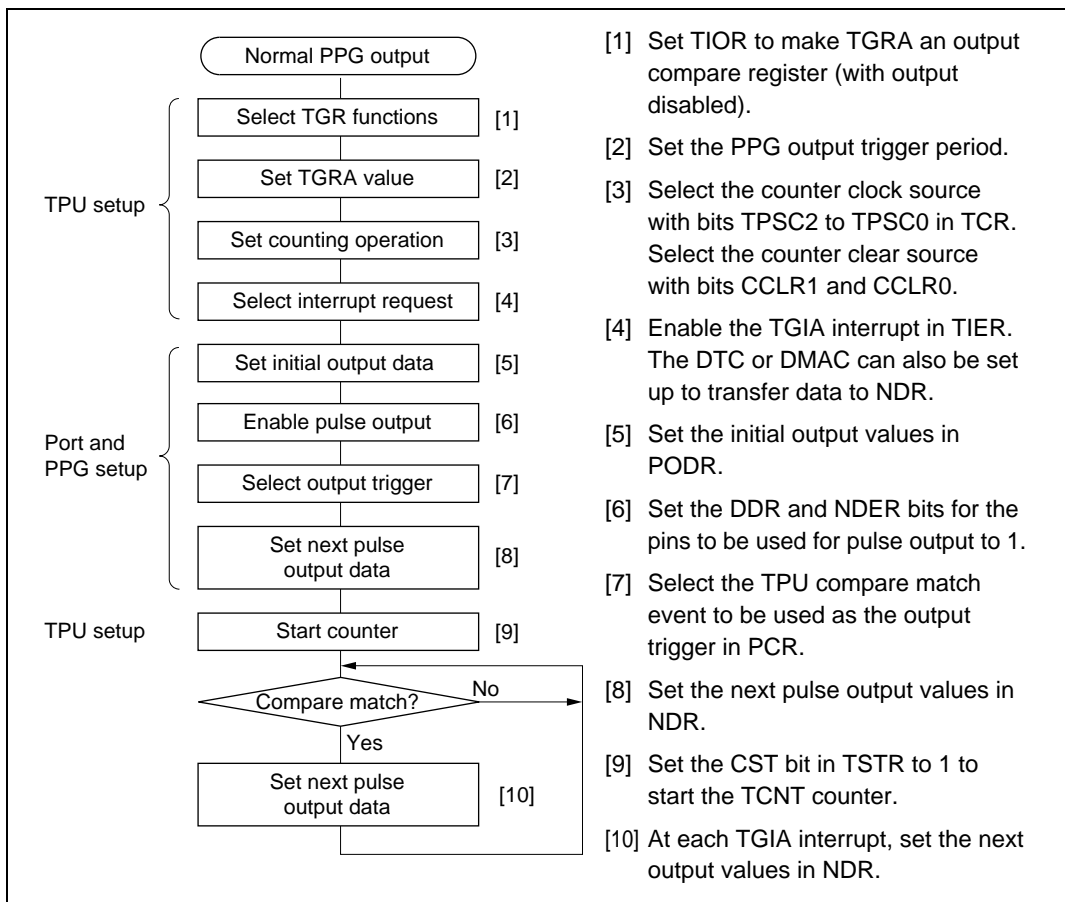 Normal PPG output
Select TGR functions [1]
Set TGRA value [2]
TPU setup
Set counting operation [3]
Select interrupt request [4]
Set initial output data [5]
Enable pulse output [6]
Port and
PPG setup
Select output trigger [7]
Set next pulse
output data
[8]
TPU setup
Start counter [9]
Compare match?
No
Yes
Set next pulse
output data
[10]
[1] Set TIOR to make TGRA an output
compare register (with output
disabled).
[2] Set the PPG output trigger period.
[3] Select the counter clock source
with bits TPSC2 to TPSC0 in TCR.
Select the counter clear source
with bits CCLR1 and CCLR0.
[4] Enable the TGIA interrupt in TIER.
The DTC or DMAC can also be set
up to transfer data to NDR.
[5] Set the initial output values in
PODR.
[6] Set the DDR and NDER bits for the
pins to be used for pulse output to 1.
[7] Select the TPU compare match
event to be used as the output
trigger in PCR.
[8] Set the next pulse output values in
NDR.
[9] Set the CST bit in TSTR to 1 to
start the TCNT counter.
[10] At each TGIA interrupt, set the next
output values in NDR.